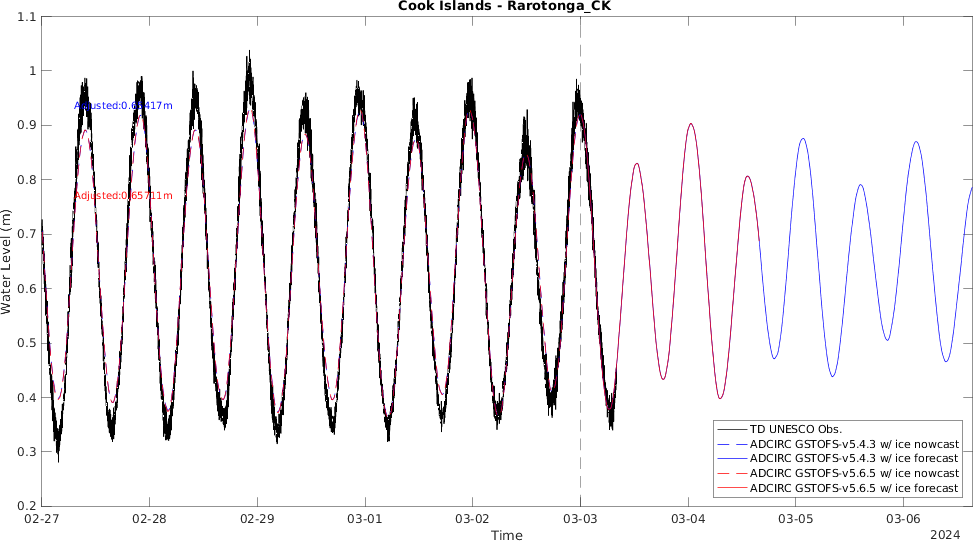 Cook Islands - Rarotonga_CK
1.1
1
0.9
0.8
0.7
0.6
0.5
0.4
0.3
0.2
Water Level (m)
Adjusted:0.65711m
TD UNESCO Obs.
ADCIRC GSTOFS-v5.4.3 w/ ice nowcast
ADCIRC GSTOFS-v5.4.3 w/ ice forecast
ADCIRC GSTOFS-v5.6.5 w/ ice nowcast
ADCIRC GSTOFS-v5.6.5 w/ ice forecast
02-27
02-28
02-29
03-01
03-02
03-03
03-04
03-05
03-06
2024
Time